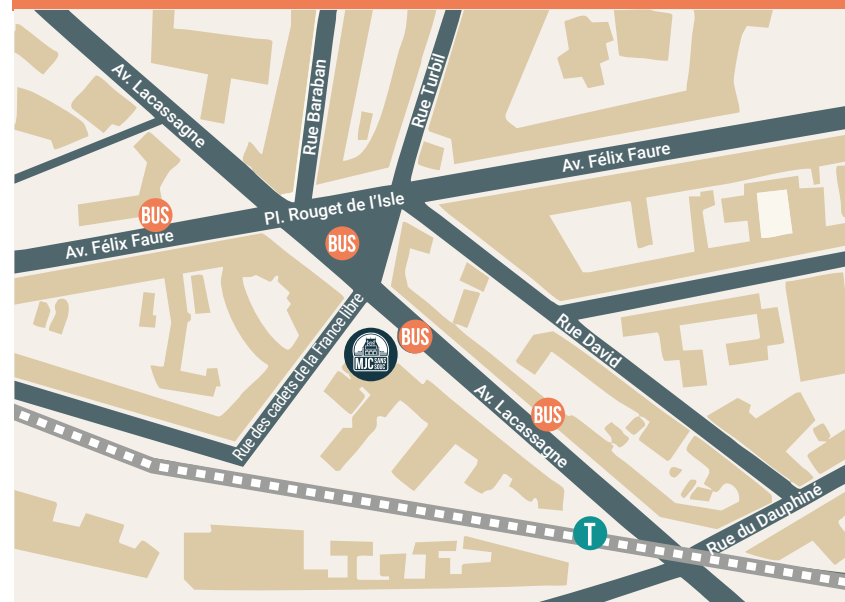 Av. Lacassagne
Rue Baraban
Rue Turbil
Av. Félix Faure
BUS
Pl. Rouget de l'Isle
Av. Félix Faure
BUS
Rue des cadets de la France libre
BUS
MJC SANS
SOUCI
Rue David
Av. Lacassagne
BUS
Rue du Dauphiné
T